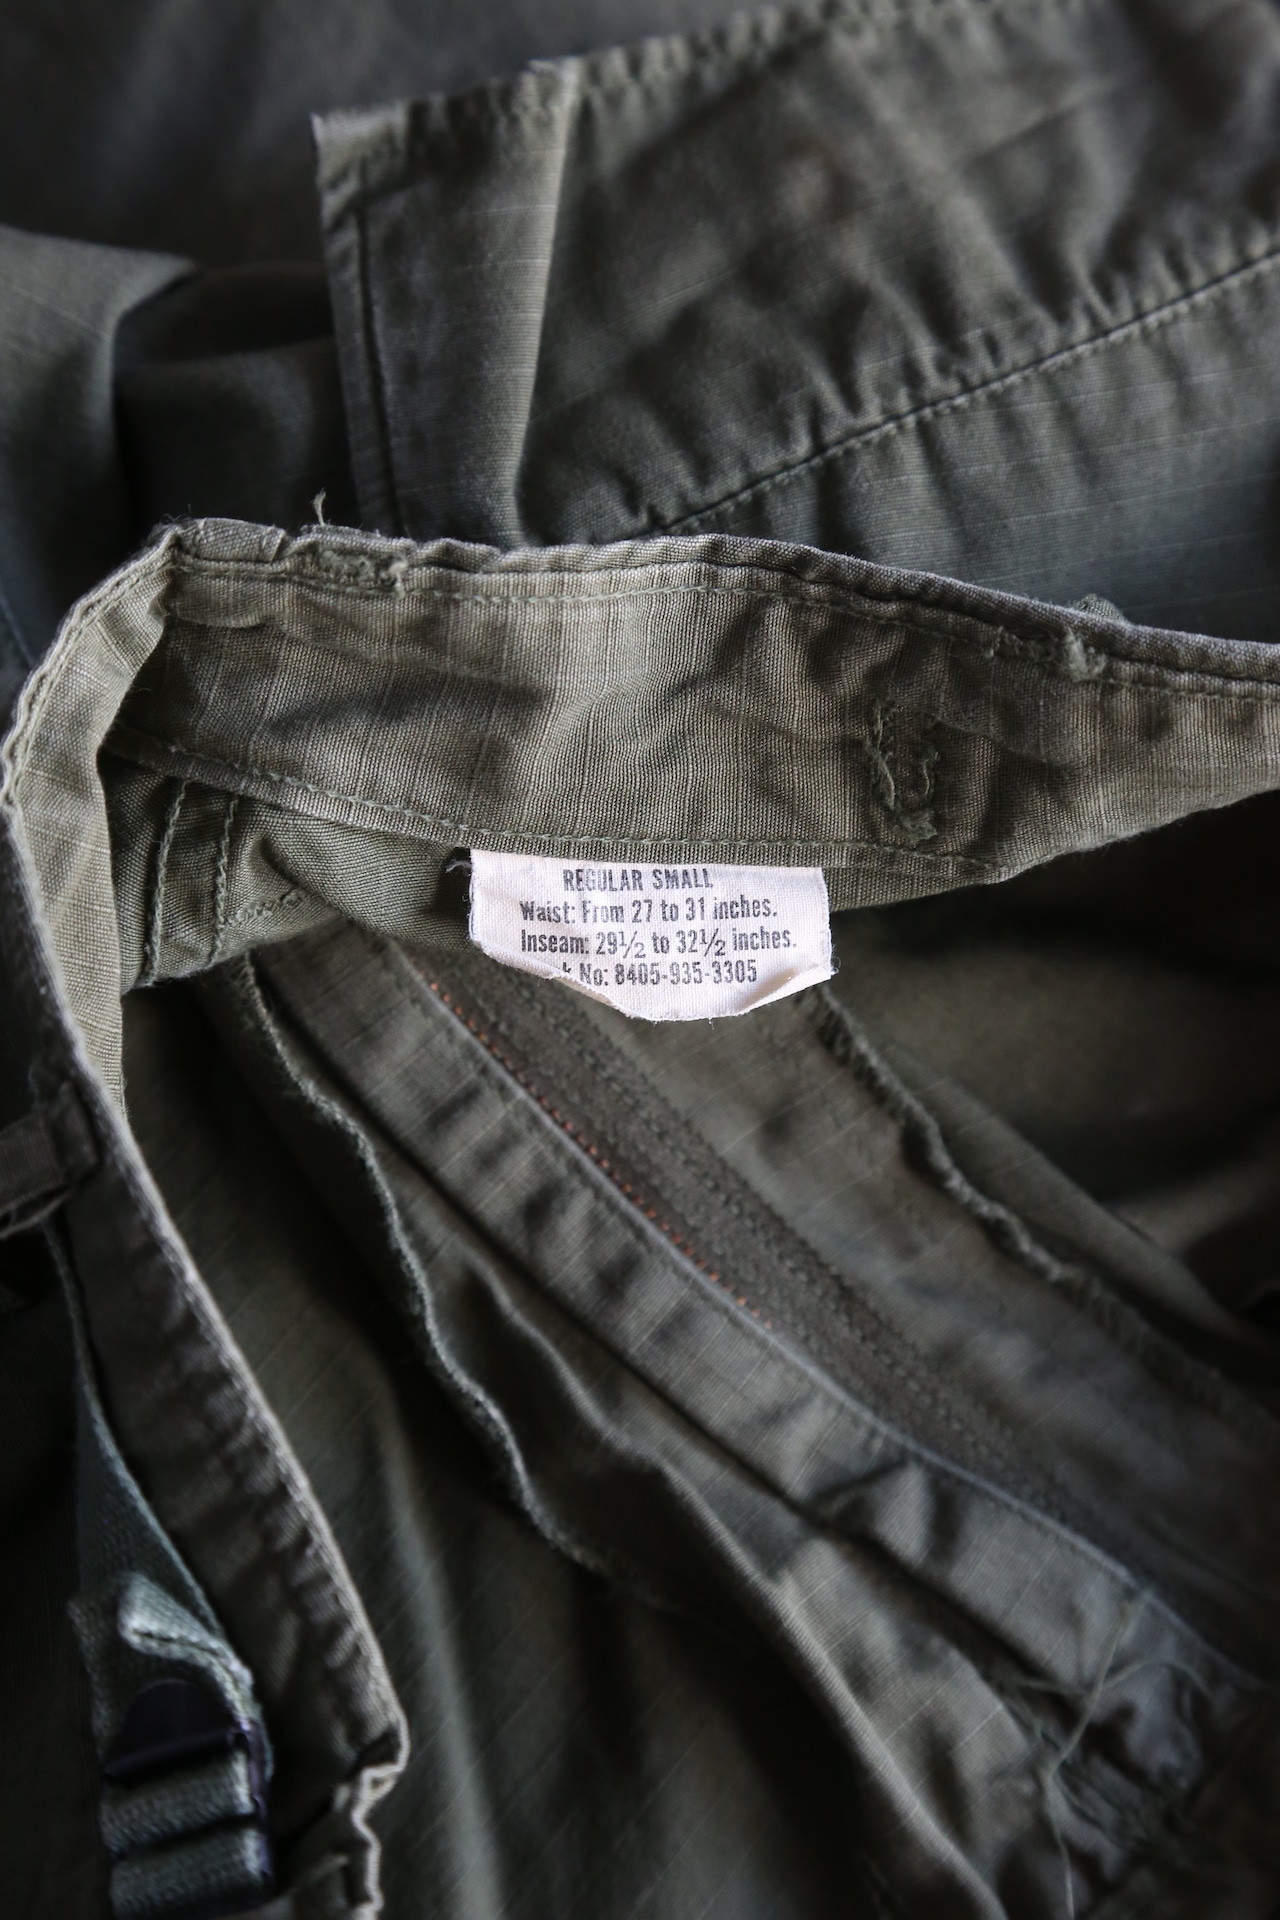 REGULAR SMALL
Waist: From 27 to 31 inches.
Inseam: 29½ to 32½ inches.
k No: 8405-935-3305